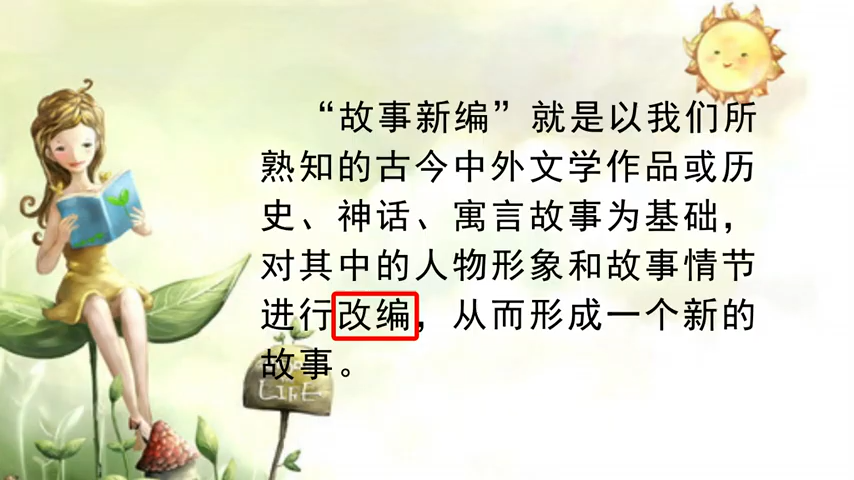 “故事新编”就是以我们所
熟知的古今中外文学作品或历
史、神话、寓言故事为基础，
对其中的人物形象和故事情节
进行改编，从而形成一个新的
故事。
LIFE